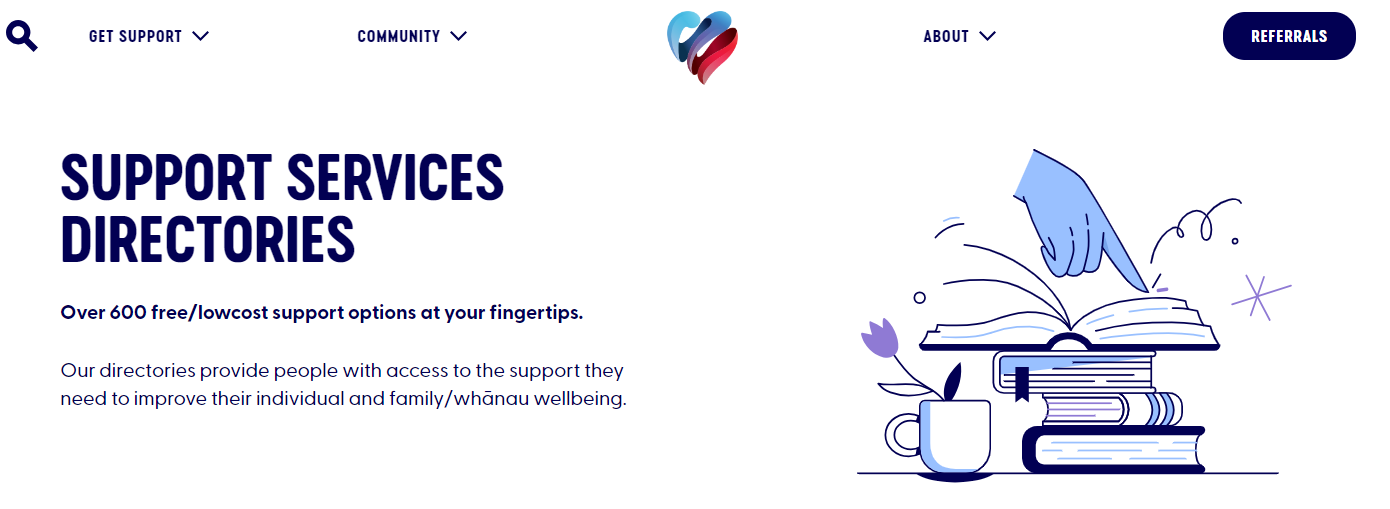 GET SUPPORT
COMMUNITY
ABOUT
REFERRALS
SUPPORT SERVICES
DIRECTORIES
Over 600 free/lowcost support options at your fingertips.
Our directories provide people with access to the support they
need to improve their individual and family/whānau wellbeing.